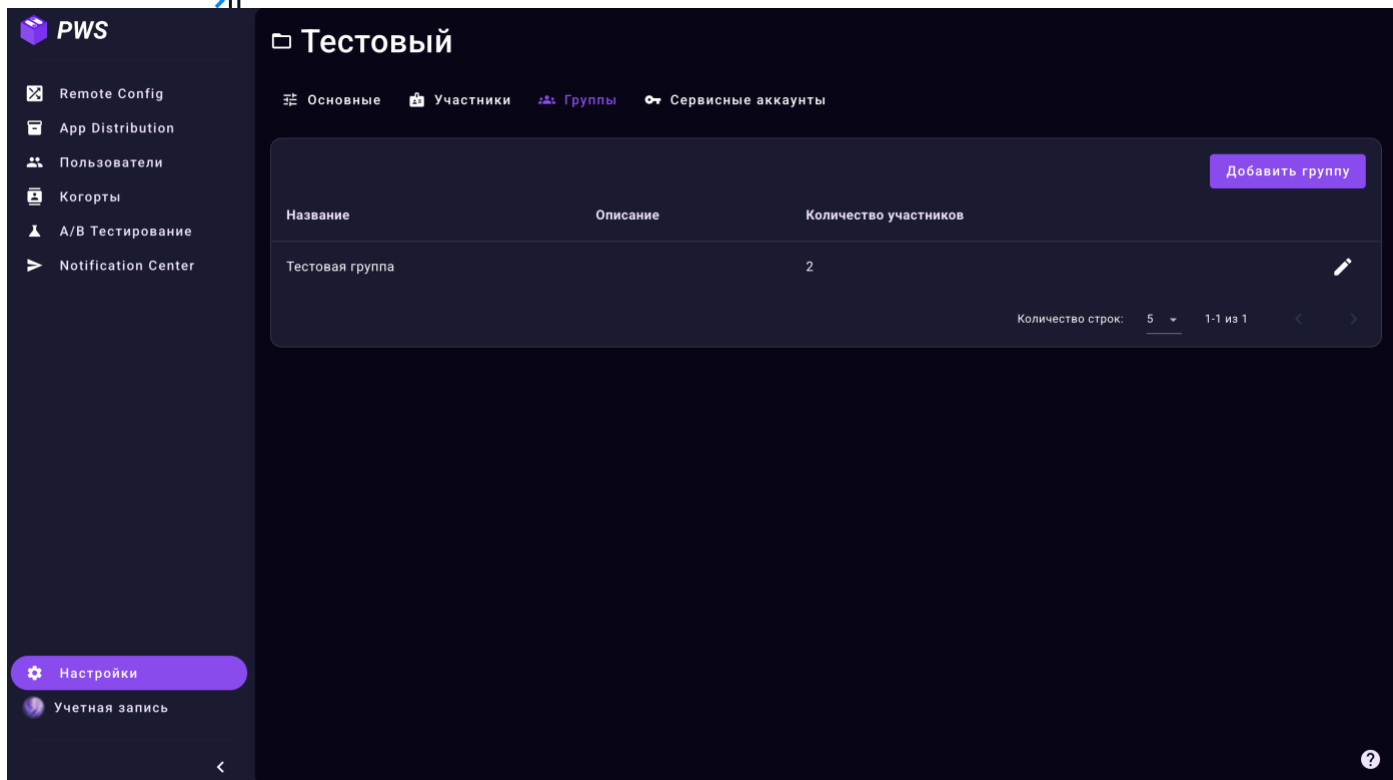 PWS
Remote Config
App Distribution
Пользователи
Когорты
А/В Тестирование
Notification Center
Настройки
Учетная запись
Тестовый
Основные Участники Группы Сервисные аккаунты
Добавить группу
Название Описание Количество участников
Тестовая группа 2
Количество строк: 5 1-1 из 1